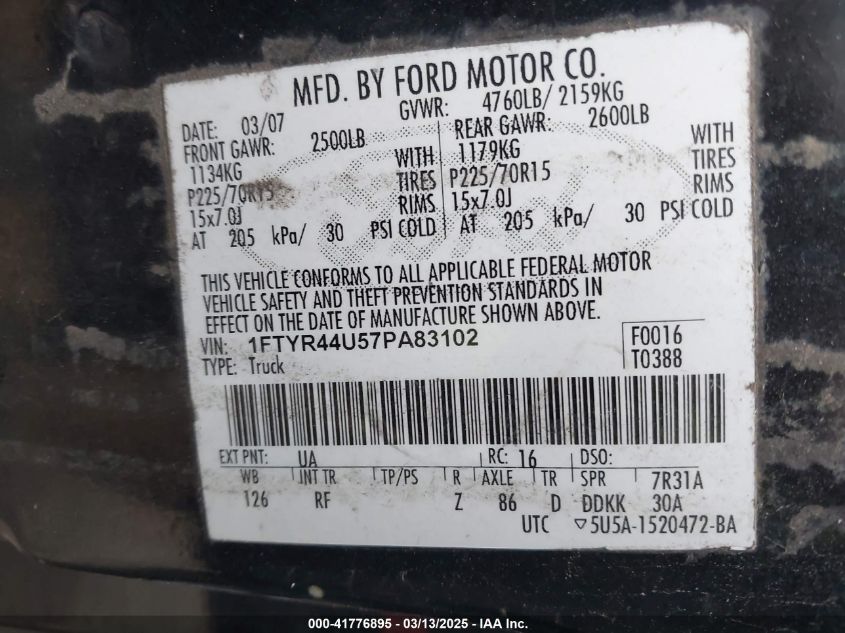 MFD. BY FORD MOTOR CO.
DATE: 03/07 GVWR: 4760LB/ 2159KG
FRONT GAWR: 2500LB REAR GAWR: 2600LB
1134KG WITH 1179KG WITH
P225/70R15 TIRES P225/70R15 TIRES
15x7.0J RIMS 15x7.0J RIMS
AT 205 kPa/ 30 PSI COLD AT 205 kPa/ 30 PSI COLD
THIS VEHICLE CONFORMS TO ALL APPLICABLE FEDERAL MOTOR
VEHICLE SAFETY AND THEFT PREVENTION STANDARDS IN
EFFECT ON THE DATE OF MANUFACTURE SHOWN ABOVE.
VIN: 1FTYR44U57PA83102 F0016
TYPE: Truck T0388
EXT PNT: UA RC: 16 DSO:
WB INT TR TP/PS R AXLE TR SPR 7R31A
126 RF Z 86 D DDKK 30A
UTC ▽5U5A-1520472-BA
000-41776895 - 03/13/2025 - IAA Inc.